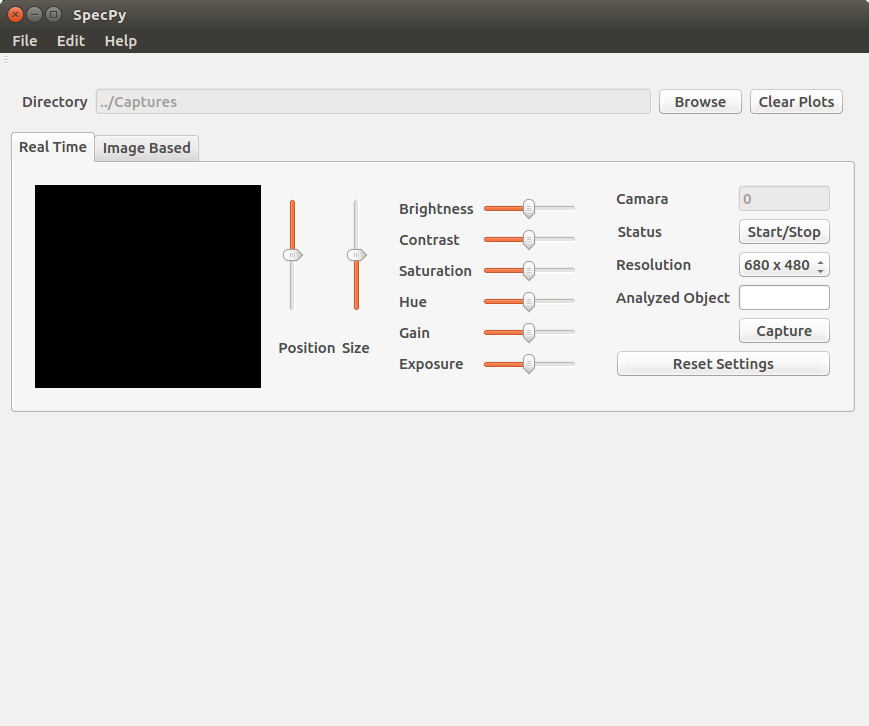 SpecPy
File Edit Help
Directory ../Captures Browse Clear Plots
Real Time Image Based
Position Size
Brightness
Contrast
Saturation
Hue
Gain
Exposure
Camara 0
Status Start/Stop
Resolution 680 x 480
Analyzed Object
Capture
Reset Settings